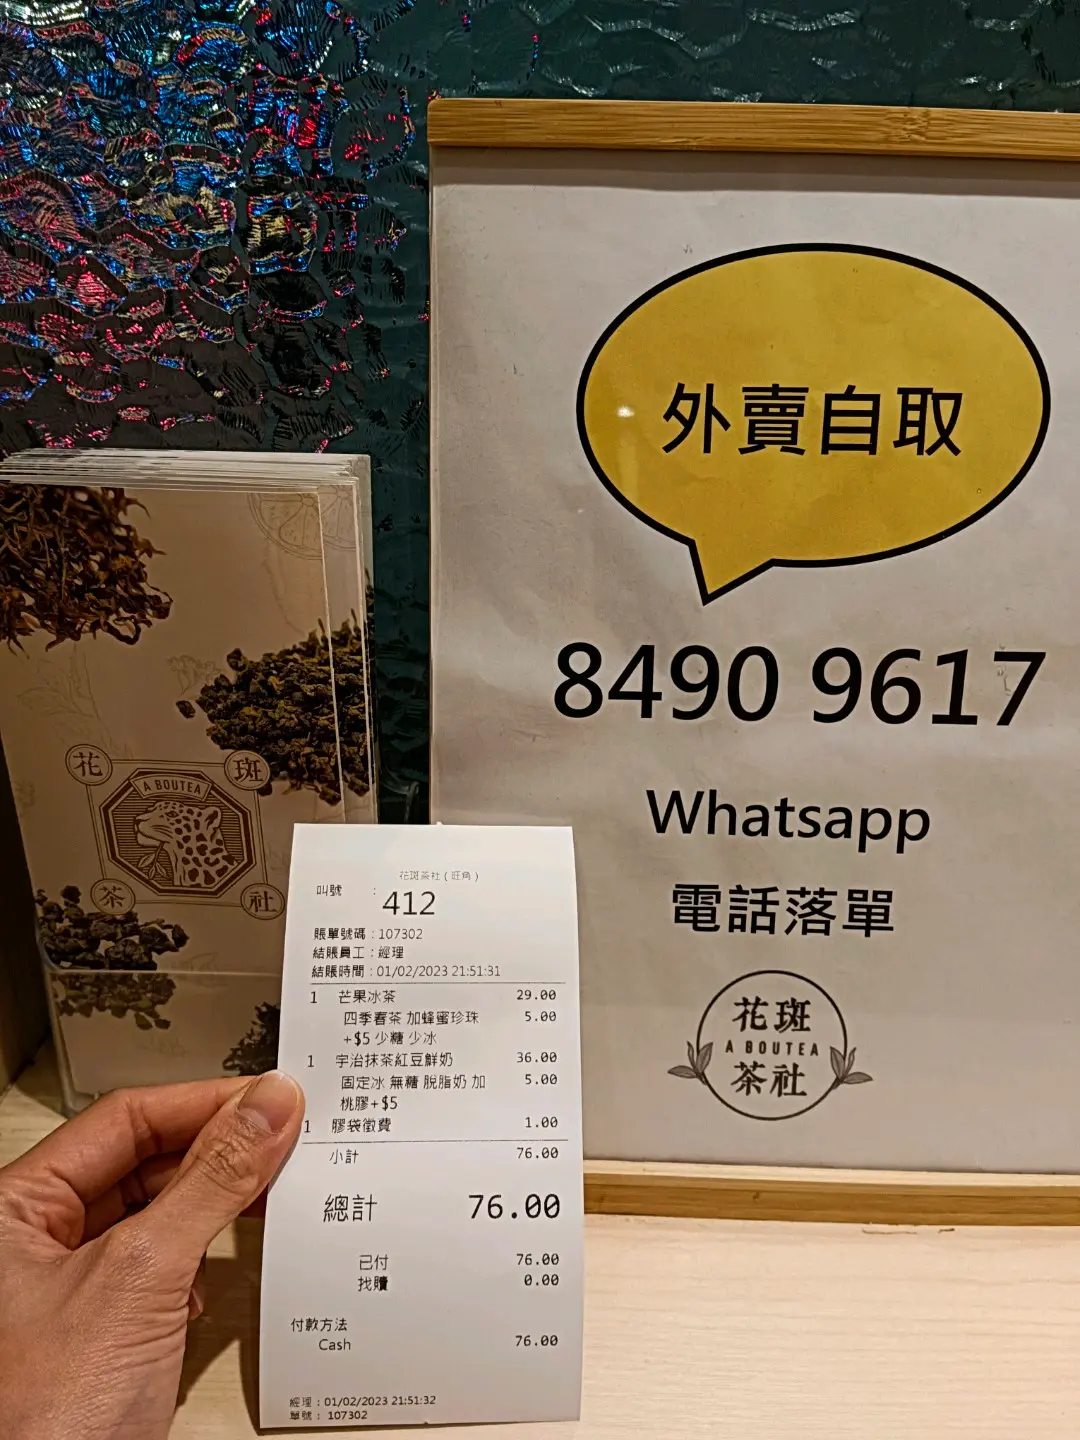 外賣自取
8490 9617
Whatsapp
電話落單
花斑
A BOUTEA
茶社
花 斑
A BOUTEA
茶 社
花斑茶社(旺角)
叫號 : 412
賬單號碼:107302
結賬員工:經理
結賬時間:01/02/2023 21:51:31
1 芒果冰茶 29.00
四季春茶 加蜂蜜珍珠 5.00
+$5 少糖 少冰
1 宇治抹茶紅豆鮮奶 36.00
固定冰 無糖 脫脂奶 加 5.00
桃膠+$5
1 膠袋徵費 1.00
小計 76.00
總計 76.00
已付 76.00
找贖 0.00
付款方法
Cash 76.00
經理:01/02/2023 21:51:32
單號: 107302